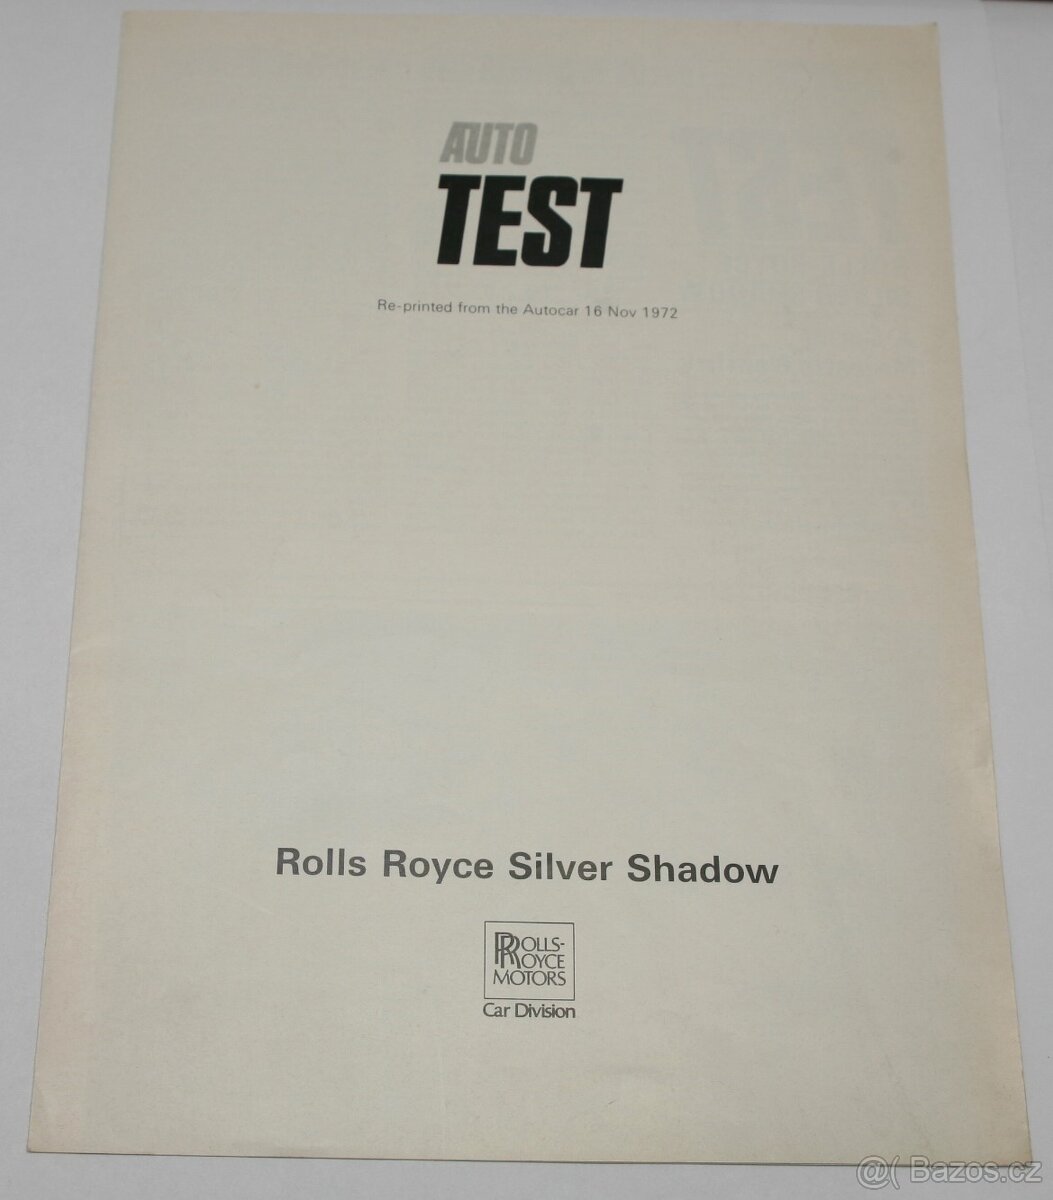 AUTO
TEST
Re-printed from the Autocar 16 Nov 1972
Rolls Royce Silver Shadow
ROLLS-
ROYCE
MOTORS
Car Division
@( Bazos.cz